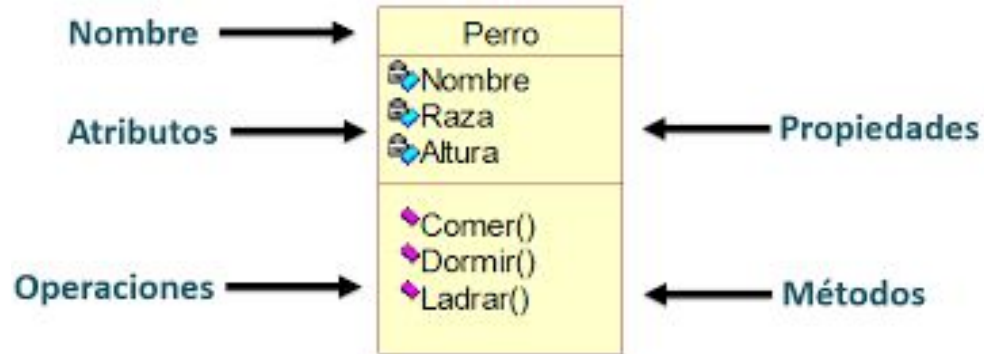 Nombre
Perro
Nombre
Raza
Altura
Atributos
Propiedades
Comer()
Dormir()
Ladrar()
Operaciones
Métodos